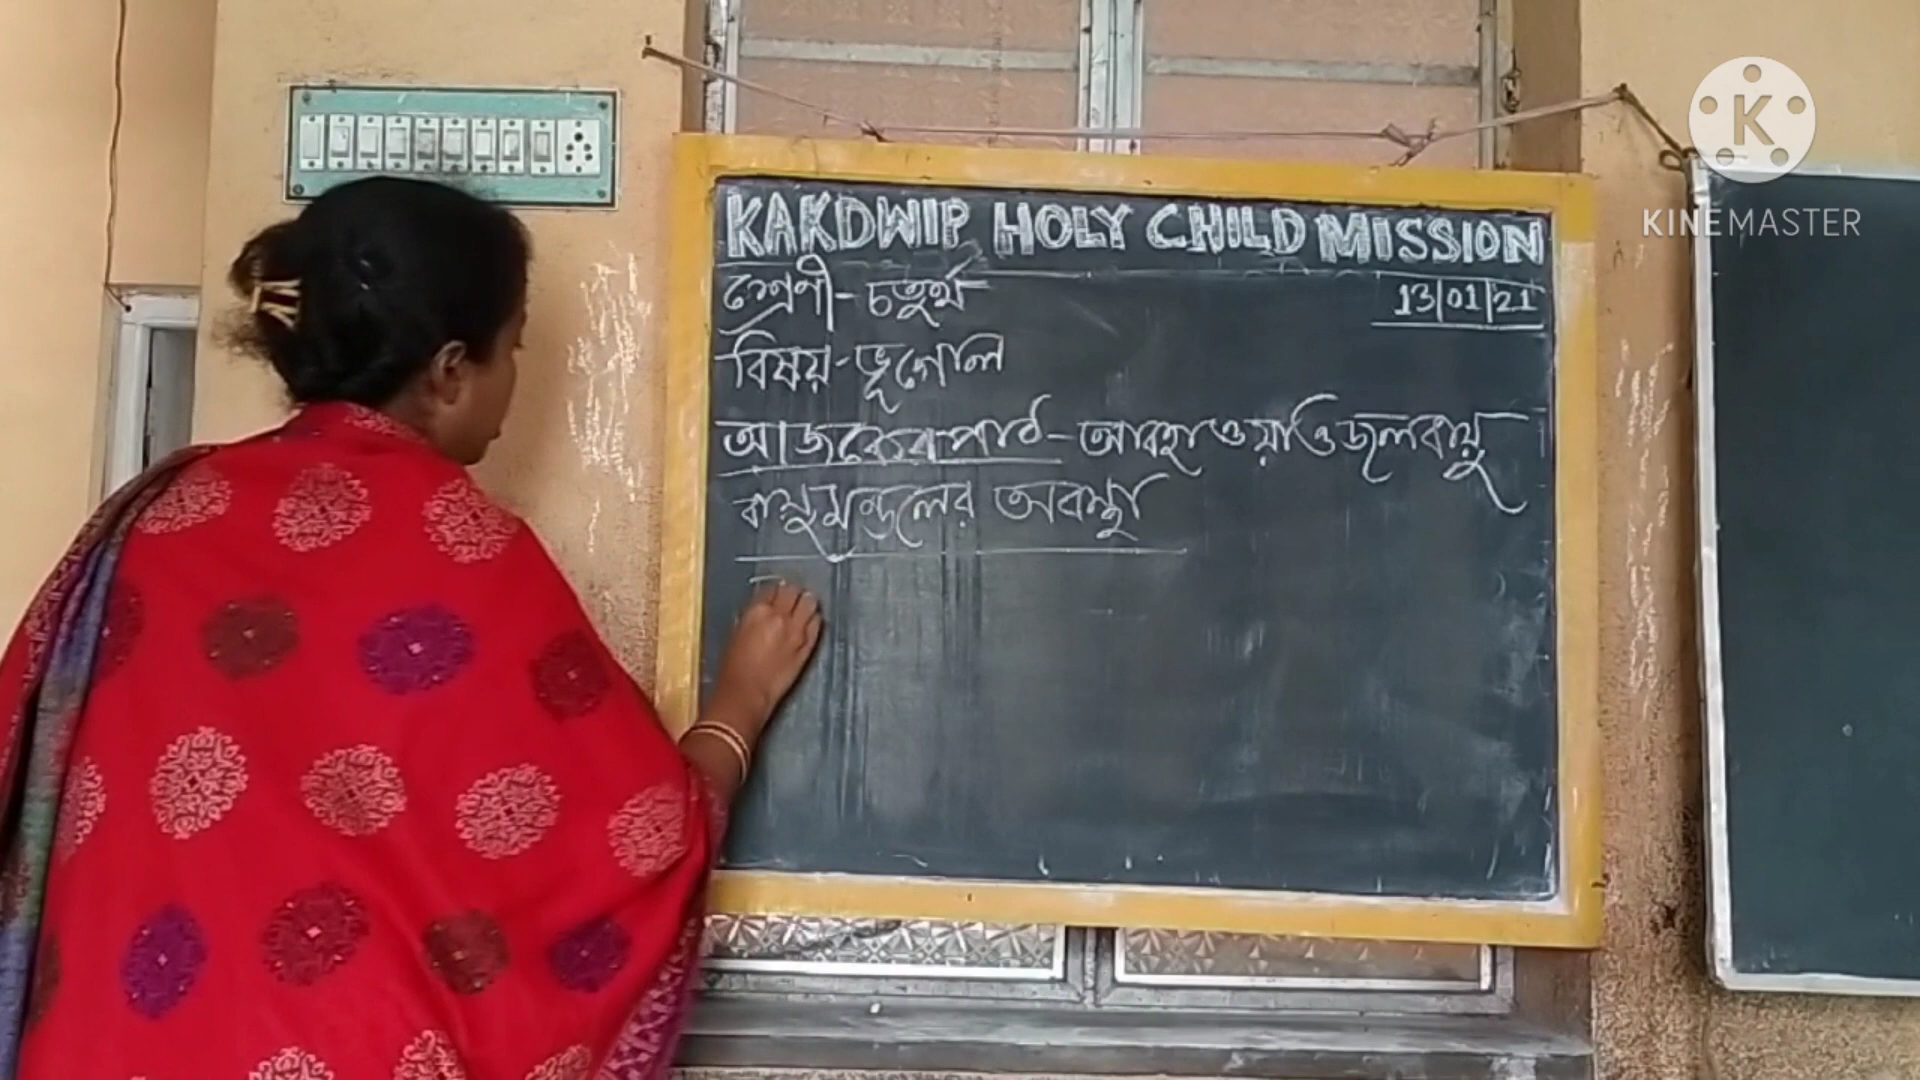 KAKDWIP HOLY CHILD MISSION
শ্রেণী - চতুর্থ
13/01/21
বিষয় - ভূগোল
আজকের পাঠ - আবহাওয়া ও জলবায়ু
বায়ুমন্ডলের অবস্থা
K
KINEMASTER